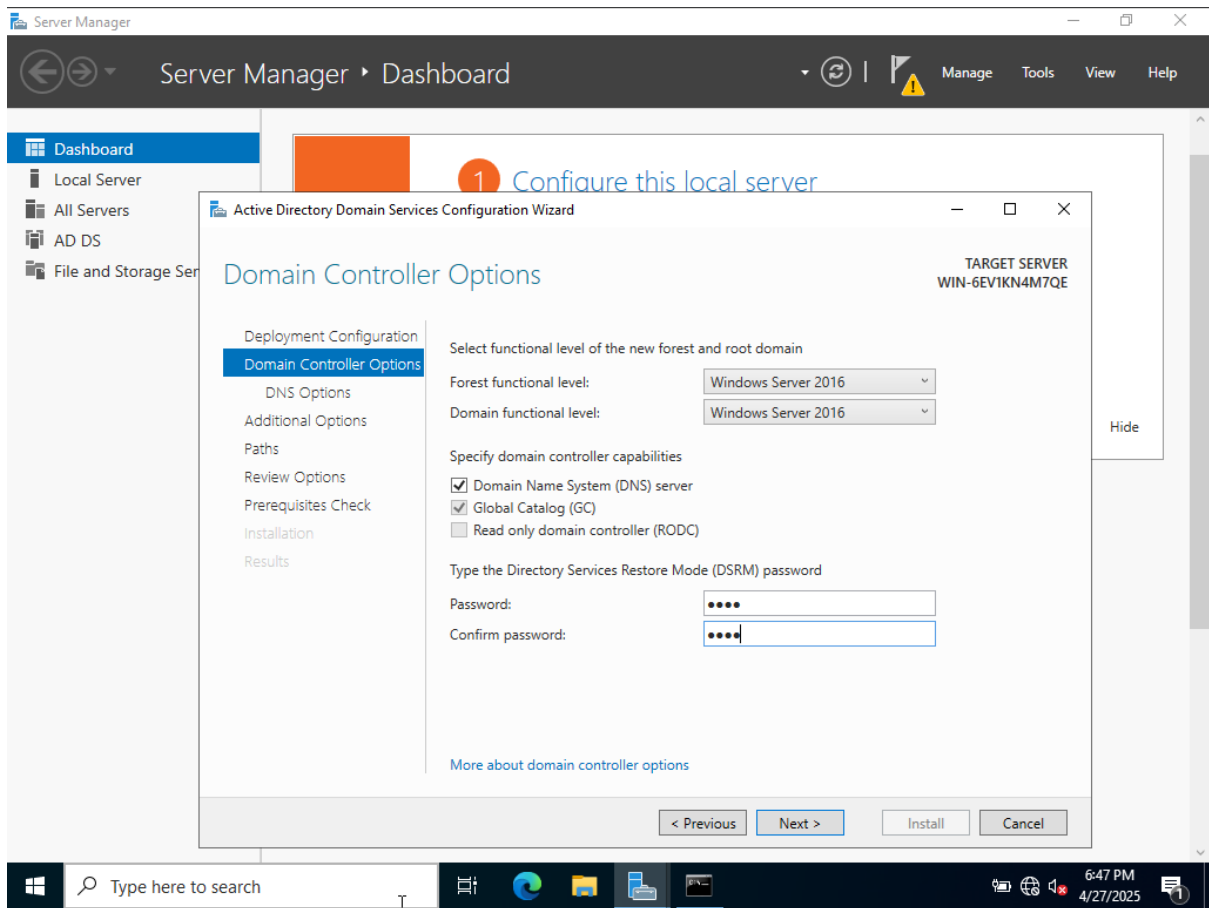 Server Manager
Server Manager ‣ Dashboard
Manage Tools View Help
Dashboard
Local Server
All Servers
AD DS
File and Storage Ser
1 Configure this local server
Hide
Active Directory Domain Services Configuration Wizard
Domain Controller Options
TARGET SERVER
WIN-6EV1KN4M7QE
Deployment Configuration
Domain Controller Options
DNS Options
Additional Options
Paths
Review Options
Prerequisites Check
Installation
Results
Select functional level of the new forest and root domain
Forest functional level: Windows Server 2016
Domain functional level: Windows Server 2016
Specify domain controller capabilities
Domain Name System (DNS) server
Global Catalog (GC)
Read only domain controller (RODC)
Type the Directory Services Restore Mode (DSRM) password
Password: ••••
Confirm password: ••••
More about domain controller options
< Previous Next > Install Cancel
Type here to search
6:47 PM
4/27/2025
1